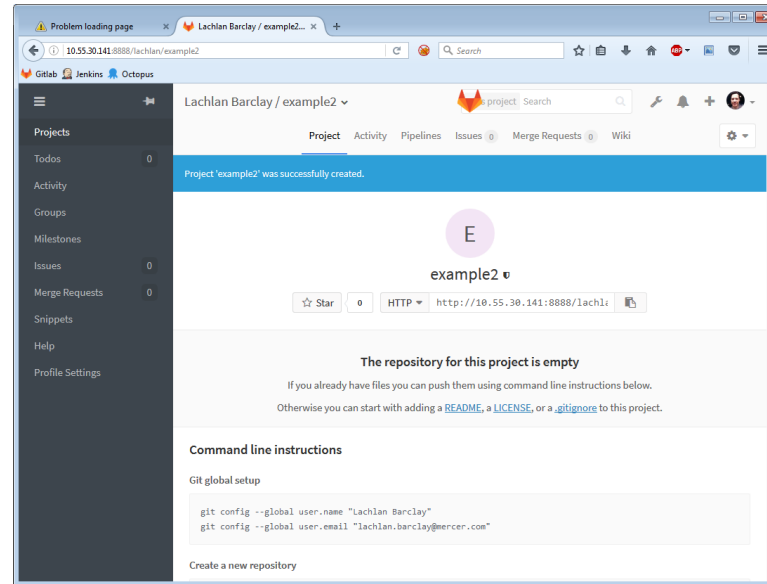 Problem loading page
Lachlan Barclay / example2...
10.55.30.141:8888/lachlan/example2
Search
ABP
Gitlab
Jenkins
Octopus
Lachlan Barclay / example2
project
Search
Projects
Project
Activity
Pipelines
Issues 0
Merge Requests 0
Wiki
Todos 0
Project 'example2' was successfully created.
Activity
Groups
E
Milestones
Issues 0
example2
Merge Requests 0
Star
0
HTTP
http://10.55.30.141:8888/lachla
Snippets
Help
The repository for this project is empty
Profile Settings
If you already have files you can push them using command line instructions below.
Otherwise you can start with adding a README, a LICENSE, or a .gitignore to this project.
Command line instructions
Git global setup
git config --global user.name "Lachlan Barclay"
git config --global user.email "lachlan.barclay@mercer.com"
Create a new repository